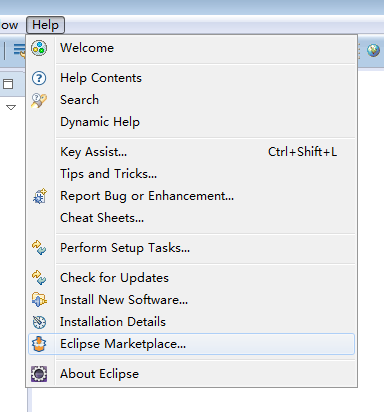 ow Help
Welcome
Help Contents
Search
Dynamic Help
Key Assist... Ctrl+Shift+L
Tips and Tricks...
Report Bug or Enhancement...
Cheat Sheets...
Perform Setup Tasks...
Check for Updates
Install New Software...
Installation Details
Eclipse Marketplace...
About Eclipse